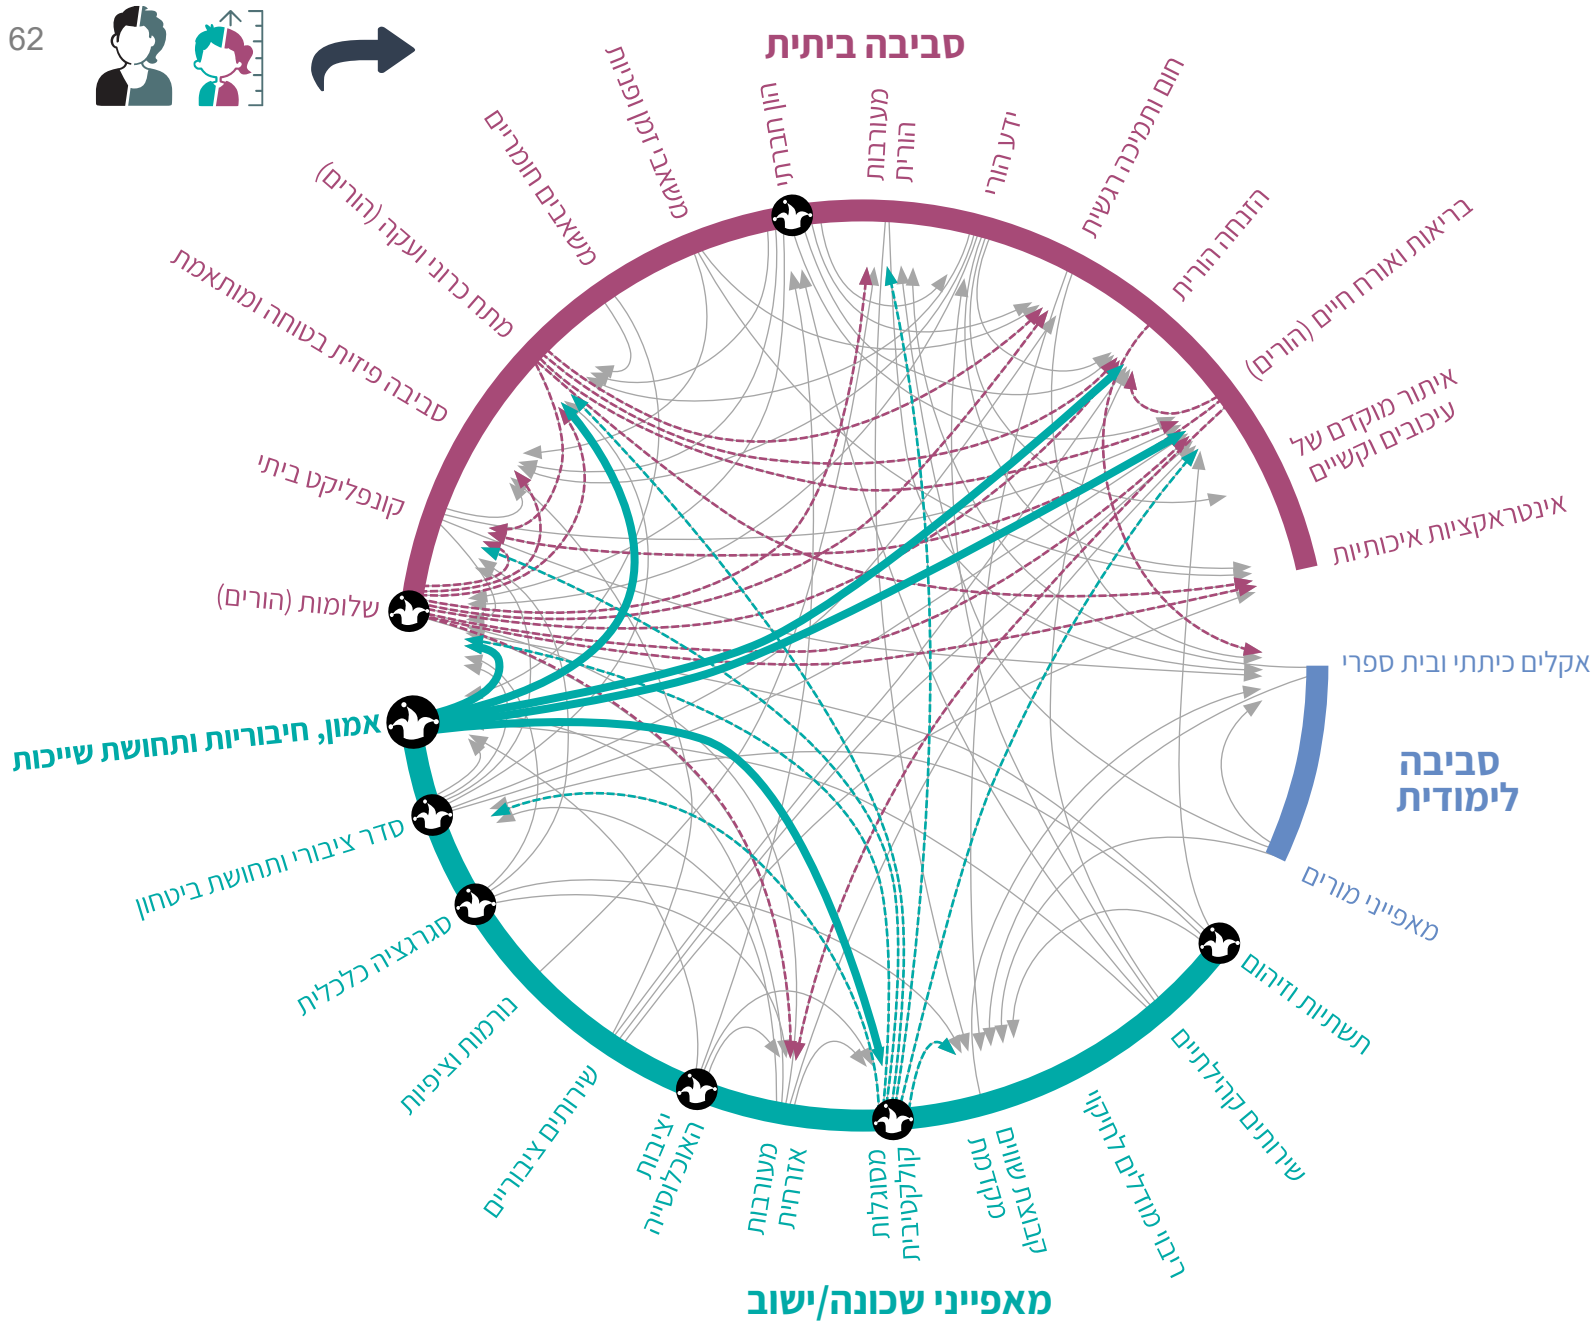 62
סביבה ביתית
שלומות (הורים)
קונפליקט ביתי
סביבה פיזית בטוחה ומותאמת
מתח כרוני ועקה (הורים)
משאבים חומריים
משאבי זמן ופניות
הון חברתי
מעורבות
הורית
ידע הורי
חום ותמיכה רגשית
הזנחה הורית
בריאות ואורח חיים (הורים)
איתור מוקדם של
עיכובים וקשיים
אינטראקציות איכותיות
אקלים כיתתי ובית ספרי
סביבה
לימודית
מאפייני מורים
תשתיות וזיהום
שירותים קהילתיים
ריבוי מודלים לחיקוי
קבוצת שווים
מקדמת
מסוגלות
קולקטיבית
מעורבות
אזרחית
יציבות
האוכלוסייה
שירותים ציבוריים
נורמות וציפיות
סגרגציה כלכלית
סדר ציבורי ותחושת ביטחון
אמון, חיבוריות ותחושת שייכות
מאפייני שכונה/ישוב